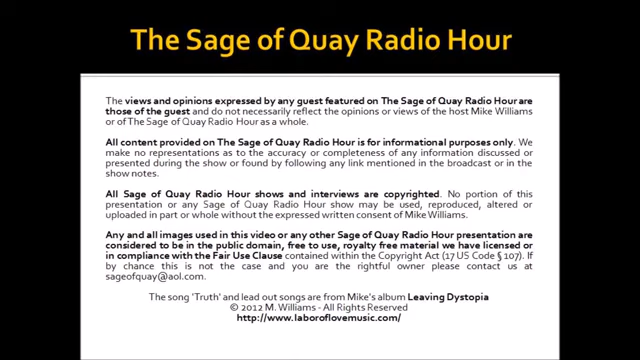 The Sage of Quay Radio Hour
The views and opinions expressed by any guest featured on The Sage of Quay Radio Hour are
those of the guest and do not necessarily reflect the opinions or views of the host Mike Williams
or of The Sage of Quay Radio Hour as a whole.
All content provided on The Sage of Quay Radio Hour is for informational purposes only. We
make no representations as to the accuracy or completeness of any information discussed or
presented during the show or found by following any link mentioned in the broadcast or in the
show notes.
All Sage of Quay Radio Hour shows and interviews are copyrighted. No portion of this
presentation or any Sage of Quay Radio Hour show may be used, reproduced, altered or
uploaded in part or whole without the expressed written consent of Mike Williams.
Any and all images used in this video or any other Sage of Quay Radio Hour presentation are
considered to be in the public domain, free to use, royalty free material we have licensed or
in compliance with the Fair Use Clause contained within the Copyright Act (17 US Code § 107). If
by chance this is not the case and you are the rightful owner please contact us at
sageofquay@aol.com.
The song 'Truth' and lead out songs are from Mike's album Leaving Dystopia
© 2012 M. Williams - All Rights Reserved
http://www.laboroflovemusic.com/